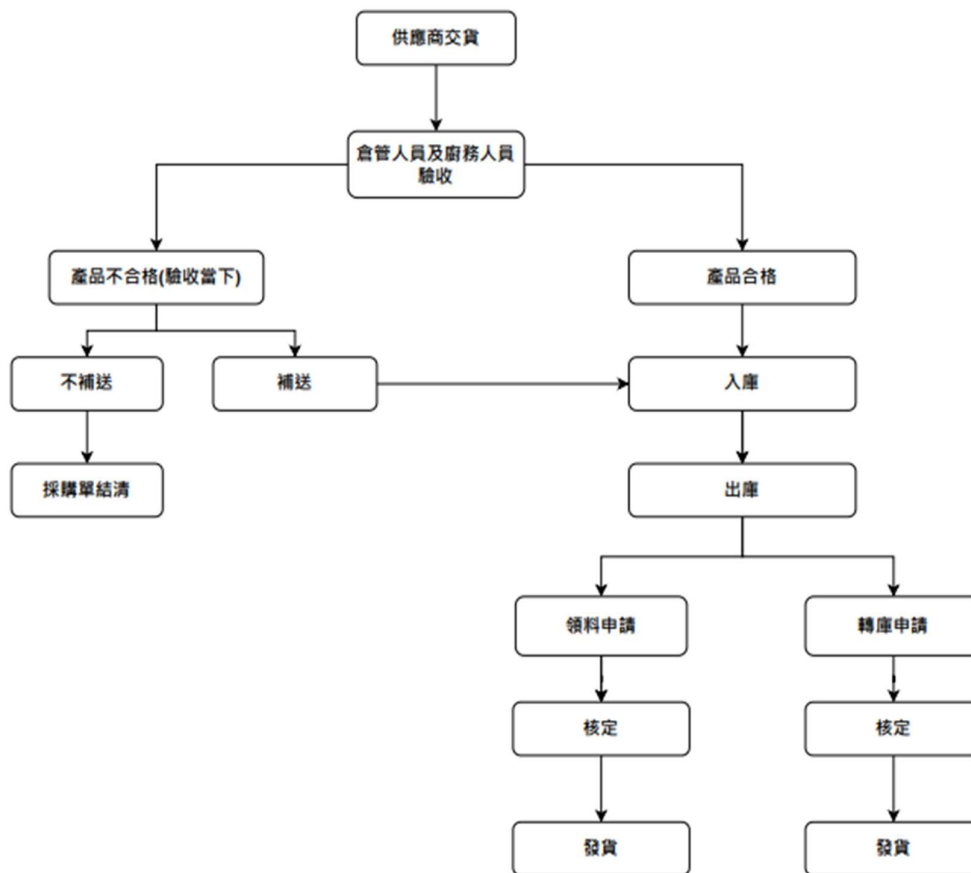 供應商交貨
倉管人員及廚務人員
驗收
產品不合格(驗收當下)
產品合格
不補送
補送
入庫
採購單結清
出庫
領料申請
轉庫申請
核定
核定
發貨
發貨